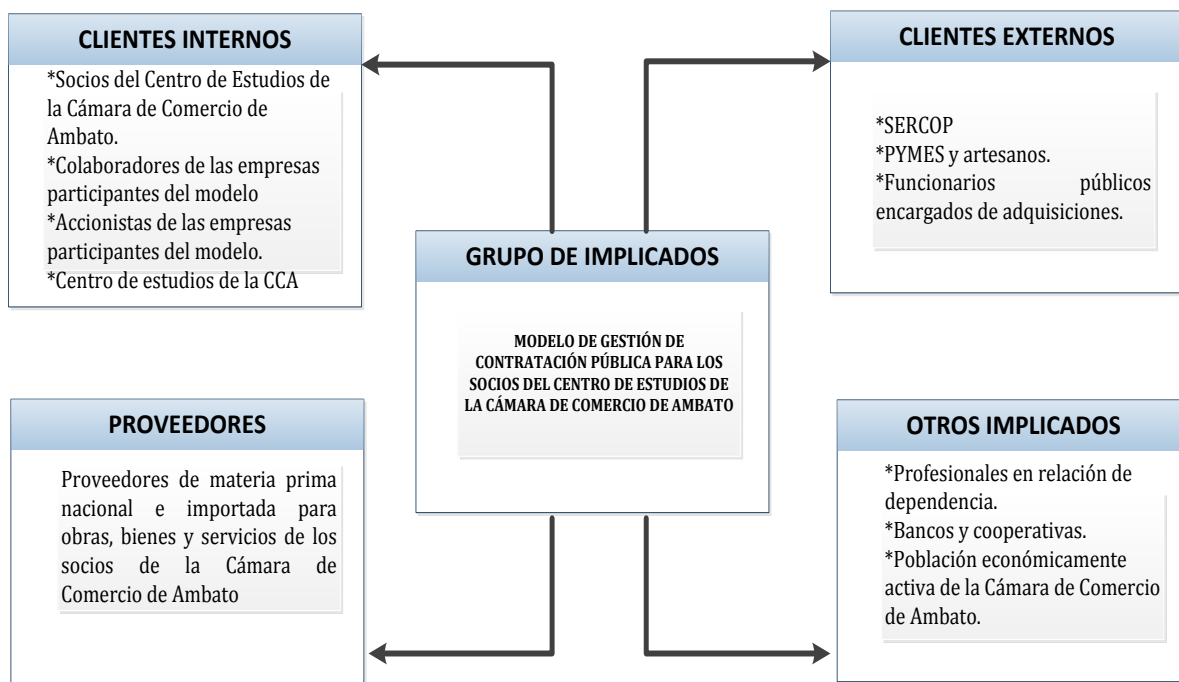 CLIENTES INTERNOS
*Socios del Centro de Estudios de
la Cámara de Comercio de
Ambato.
*Colaboradores de las empresas
participantes del modelo
*Accionistas de las empresas
participantes del modelo.
*Centro de estudios de la CCA
CLIENTES EXTERNOS
*SERCOP
*PYMES y artesanos.
*Funcionarios públicos
encargados de adquisiciones.
GRUPO DE IMPLICADOS
MODELO DE GESTIÓN DE
CONTRATACIÓN PÚBLICA PARA LOS
SOCIOS DEL CENTRO DE ESTUDIOS DE
LA CÁMARA DE COMERCIO DE AMBATO
PROVEEDORES
Proveedores de materia prima
nacional e importada para
obras, bienes y servicios de los
socios de la Cámara de
Comercio de Ambato
OTROS IMPLICADOS
*Profesionales en relación de
dependencia.
*Bancos y cooperativas.
*Población económicamente
activa de la Cámara de Comercio
de Ambato.